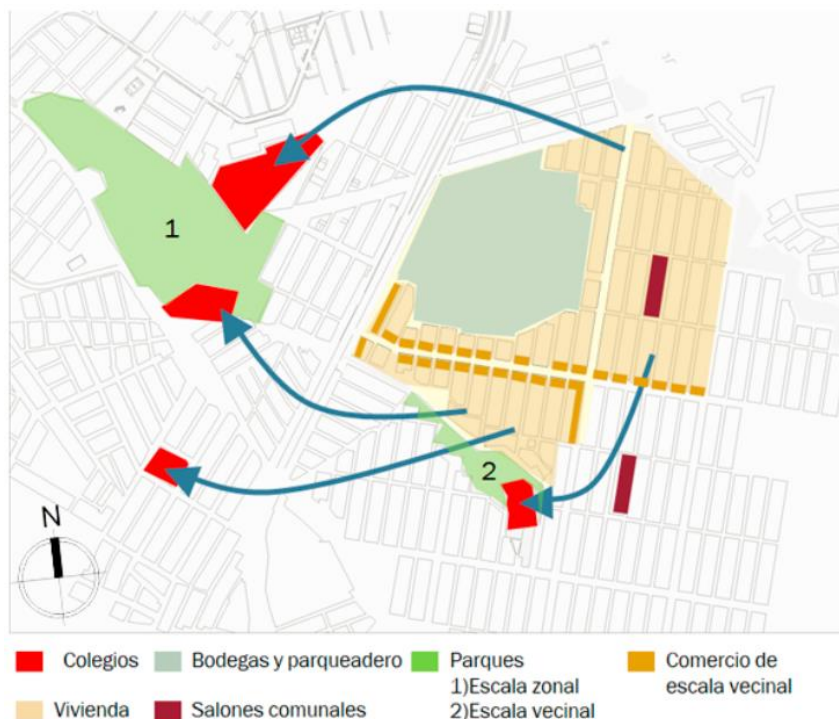 1
2
N
Colegios
Bodegas y parqueadero
Parques
1)Escala zonal
2)Escala vecinal
Comercio de
escala vecinal
Vivienda
Salones comunales